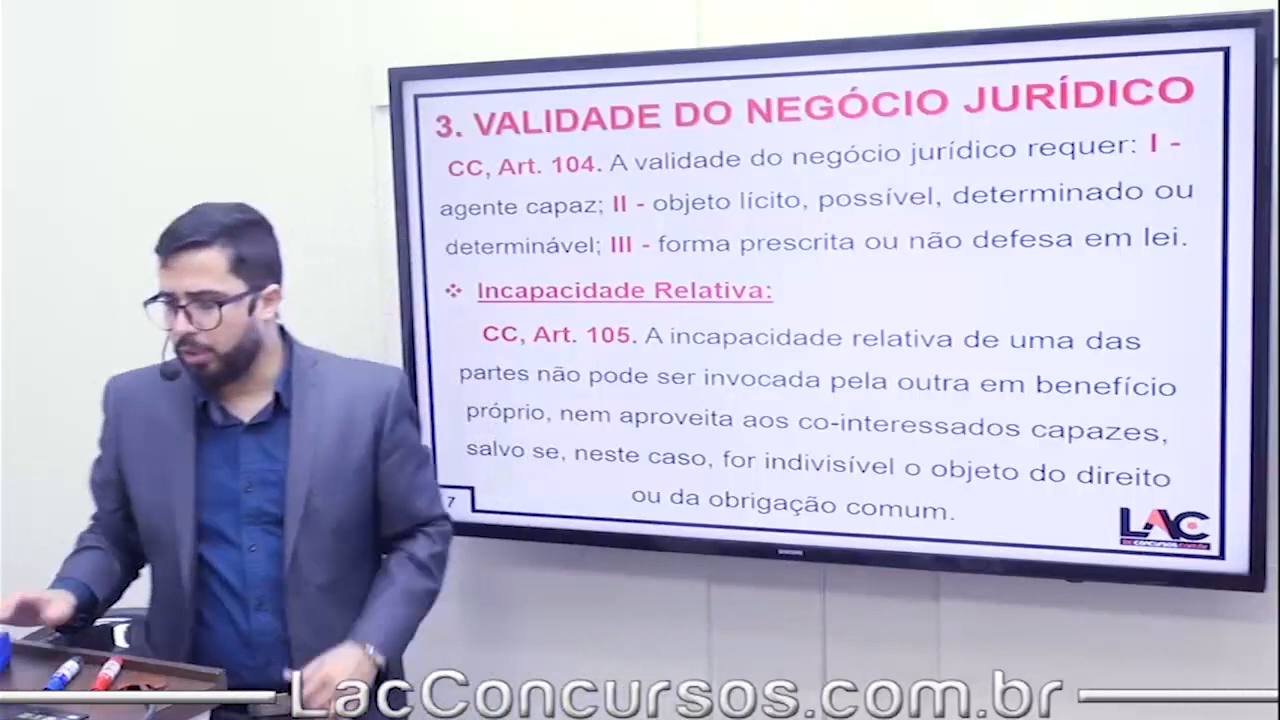 3. VALIDADE DO NEGÓCIO JURÍDICO
CC, Art. 104. A validade do negócio jurídico requer: I -
agente capaz; II - objeto lícito, possível, determinado ou
determinável; III - forma prescrita ou não defesa em lei.
❖ Incapacidade Relativa:
CC, Art. 105. A incapacidade relativa de uma das
partes não pode ser invocada pela outra em benefício
próprio, nem aproveita aos co-interessados capazes,
salvo se, neste caso, for indivisível o objeto do direito
ou da obrigação comum.
7
LAC
CONCURSOS.com.br
LacConcursos.com.br